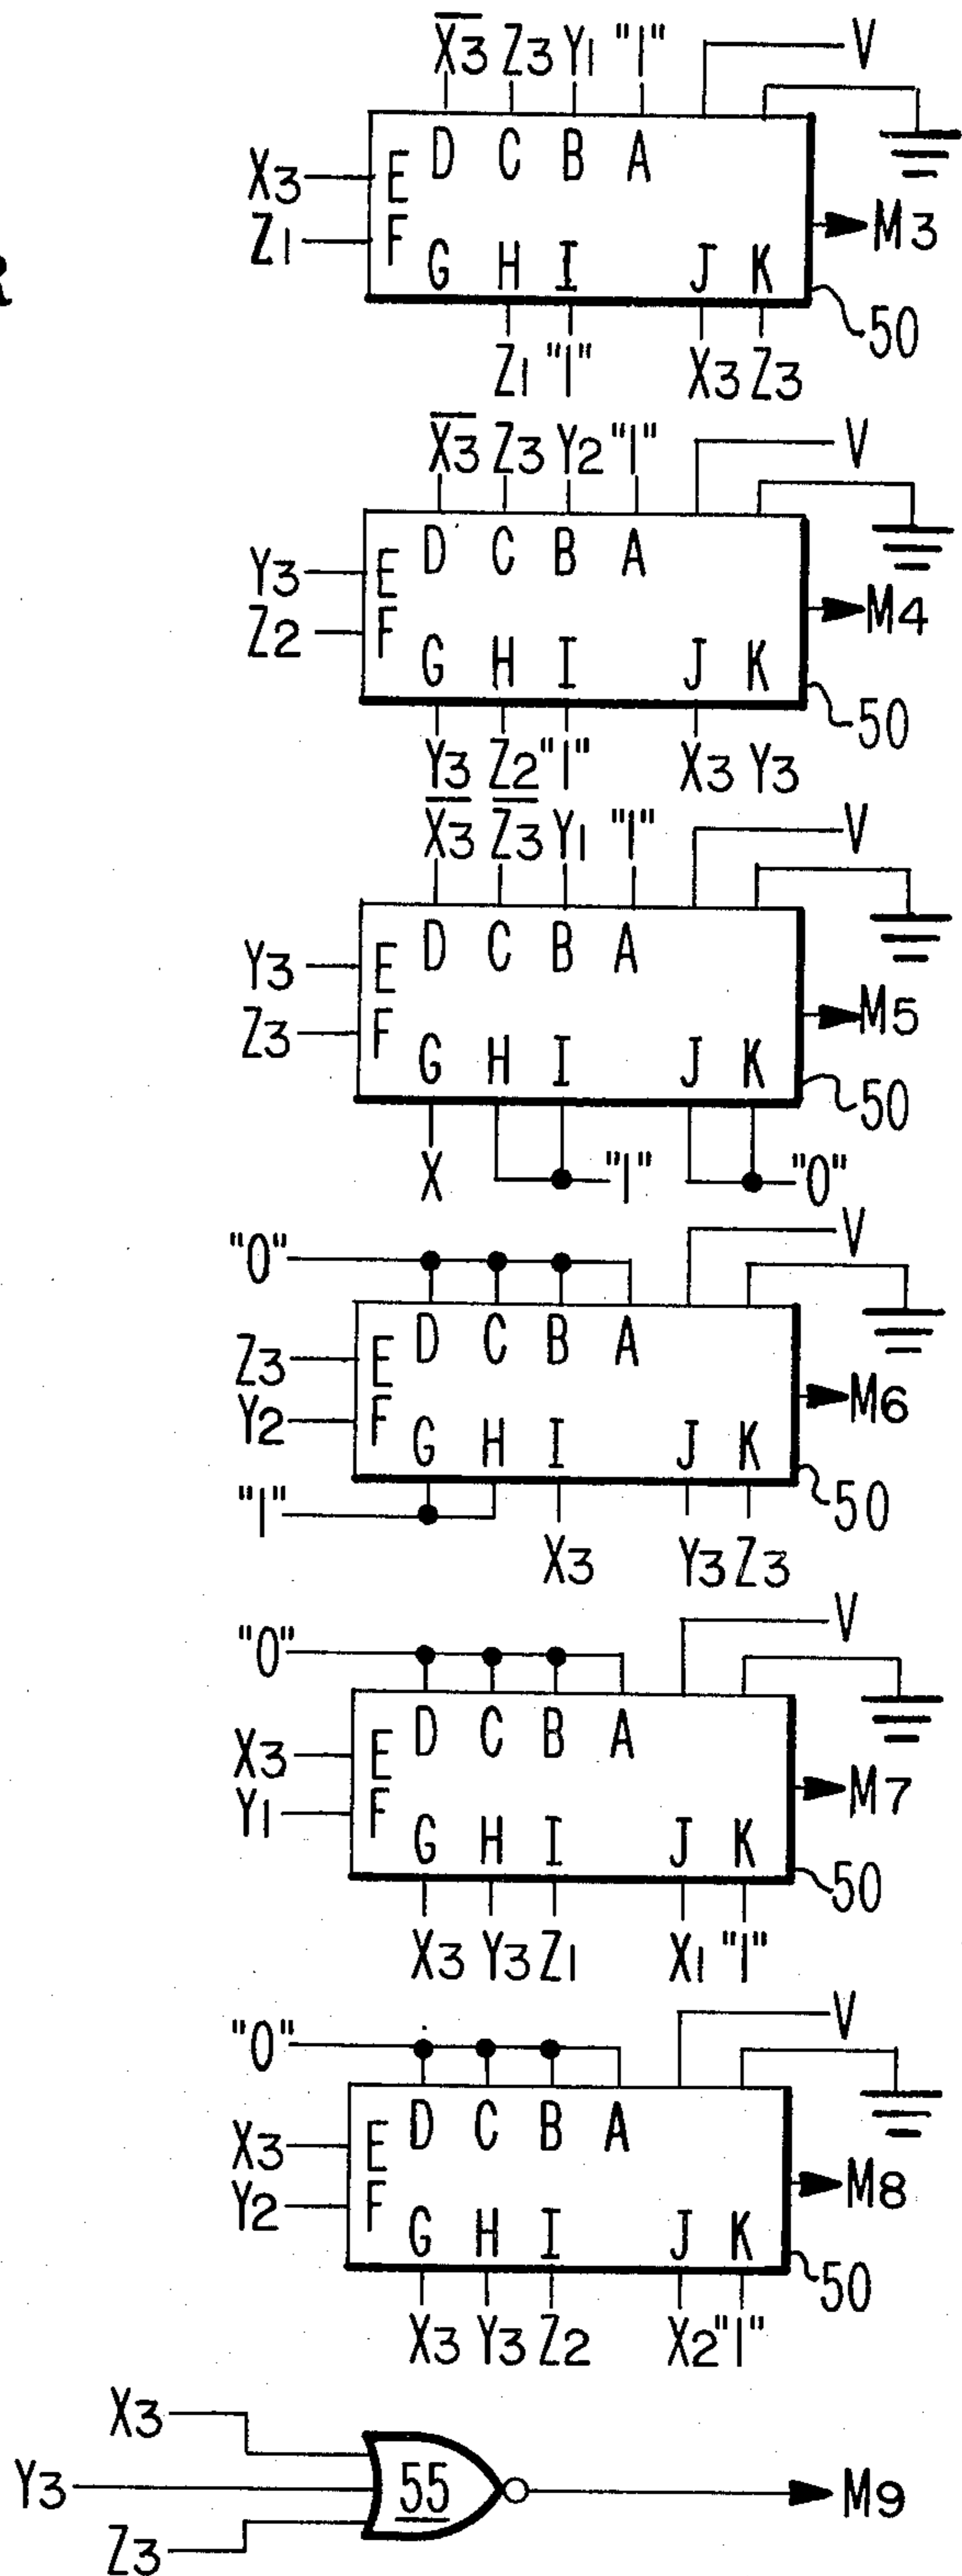 X̅3̅ Z3 Y1 "1" V
D C B A
X3 E
Z1 F
R
M3
G H I J K
50
Z1 "1" X3 Z3
X̅3̅ Z3 Y2 "1" V
D C B A
Y3 E
Z2 F
M4
G H I J K
50
Y3 Z2 "1" X3 Y3
X̅3̅ Z̅3̅ Y1 "1" V
D C B A
Y3 E
Z3 F
M5
G H I J K
50
X "1" "0"
"0" V
D C B A
Z3 E
Y2 F
M6
G H I J K
"1" 50
X3 Y3 Z3
"0" V
D C B A
X3 E
Y1 F
M7
G H I J K
50
X3 Y3 Z1 X1 "1"
"0" V
D C B A
X3 E
Y2 F
M8
G H I J K
50
X3 Y3 Z2 X2 "1"
X3
Y3 55 M9
Z3